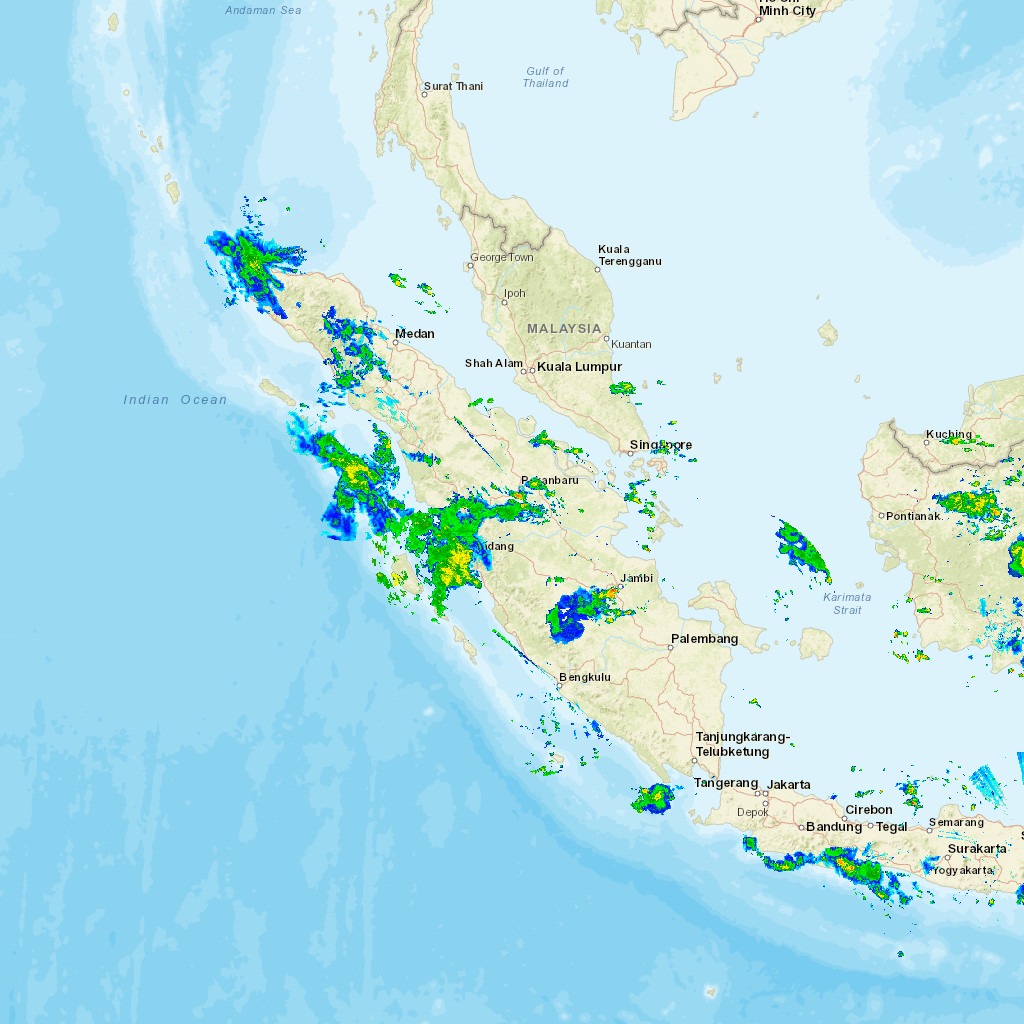 Andaman Sea
Minh City
Gulf of
Thailand
Surat Thani
Kuala
Terengganu
George Town
Ipoh
MALAYSIA
Medan
Kuantan
Shah Alam
Kuala Lumpur
Indian Ocean
Singapore
Kuching
Pontianak
Jambi
Karimata
Strait
Palembang
Bengkulu
Tanjungkarang-
Telubketung
Tangerang
Jakarta
Depok
Cirebon
Bandung
Tegal
Semarang
Surakarta
Yogyakarta